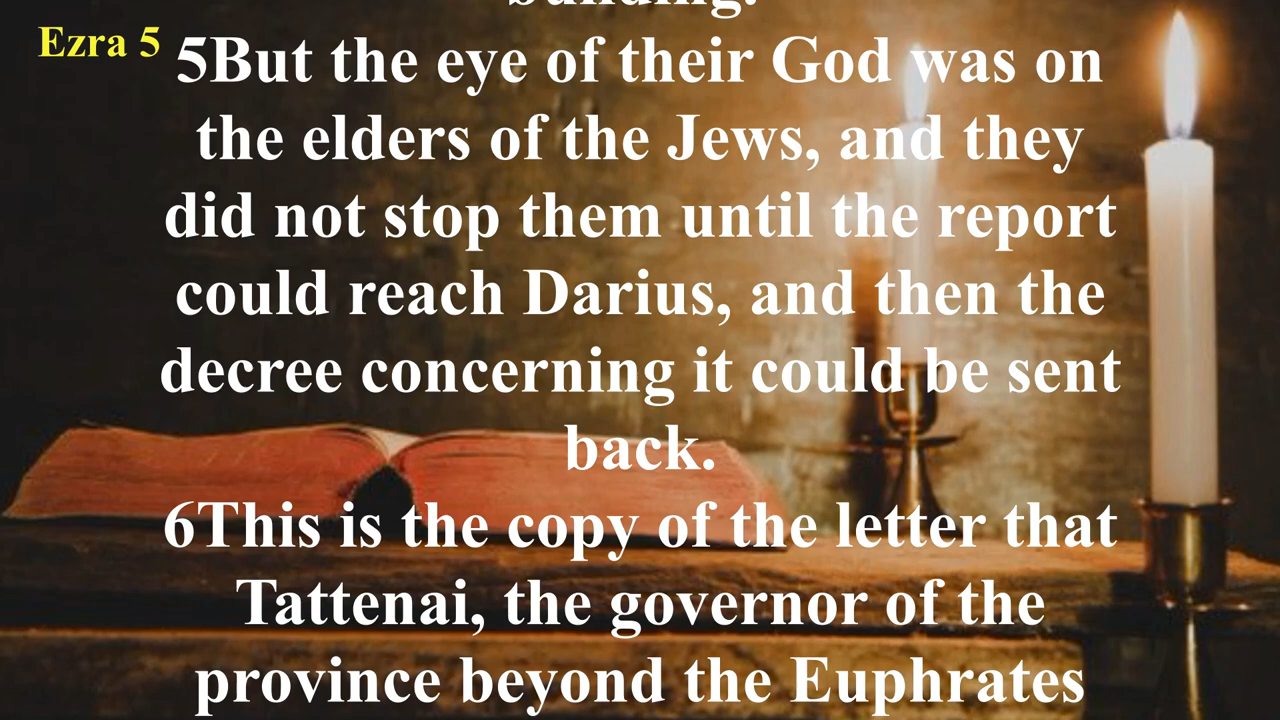 Ezra 5
5But the eye of their God was on
the elders of the Jews, and they
did not stop them until the report
could reach Darius, and then the
decree concerning it could be sent
back.
6This is the copy of the letter that
Tattenai, the governor of the
province beyond the Euphrates